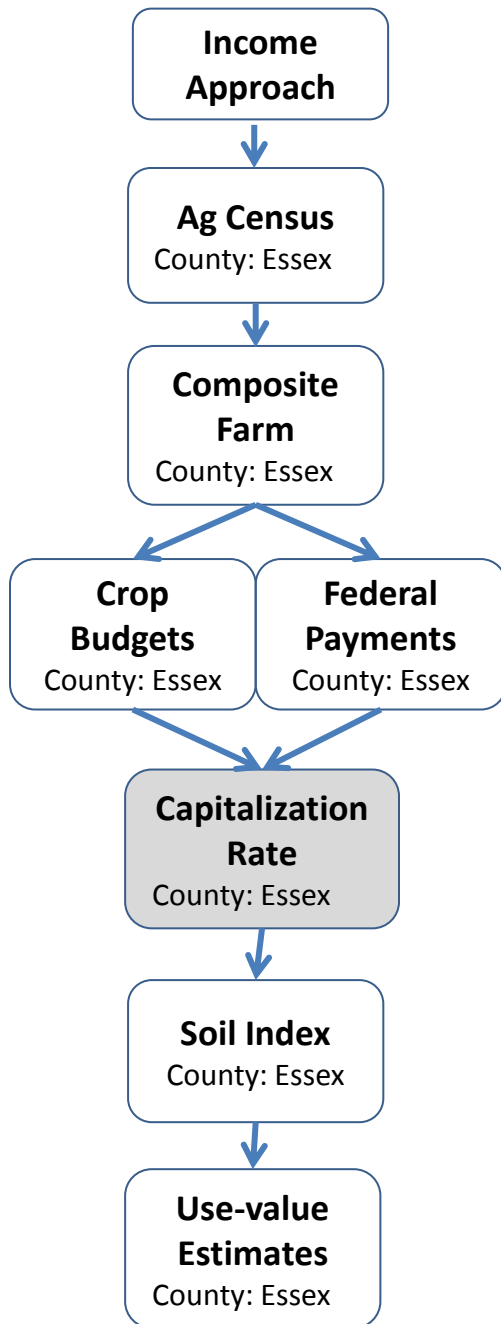 Income
Approach
Ag Census
County: Essex
Composite
Farm
County: Essex
Crop
Budgets
County: Essex
Federal
Payments
County: Essex
Capitalization
Rate
County: Essex
Soil Index
County: Essex
Use-value
Estimates
County: Essex